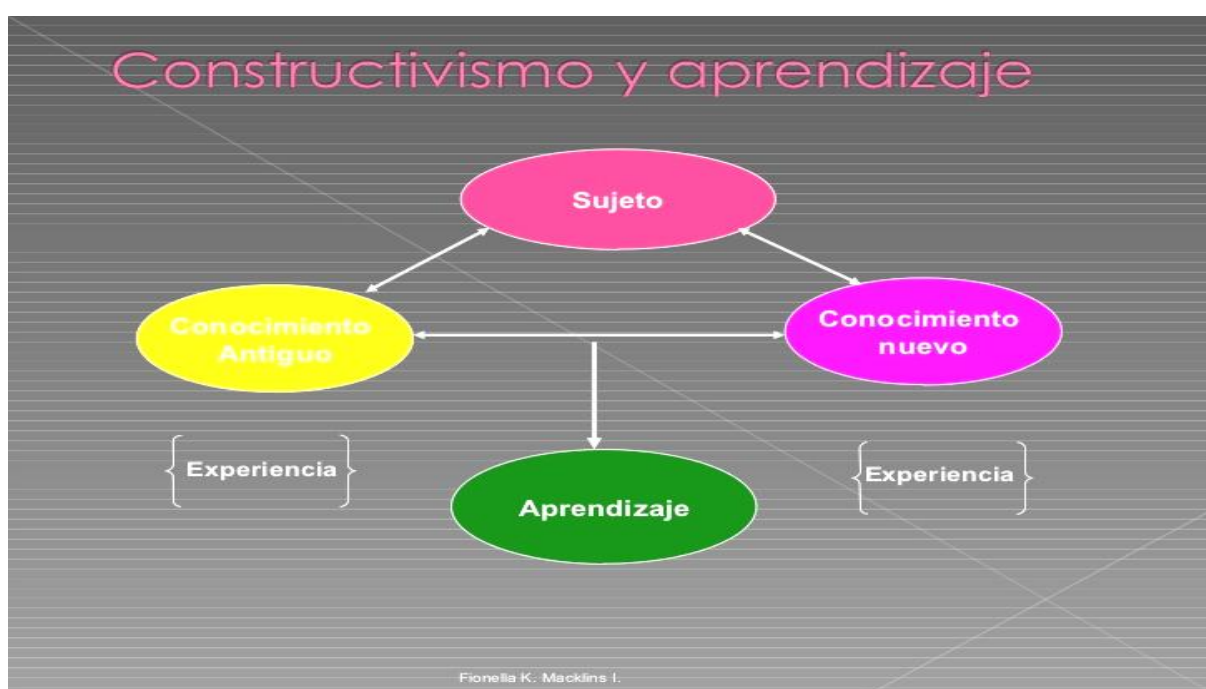 Constructivismo y aprendizaje
Sujeto
Conocimiento
Antiguo
Conocimiento
nuevo
Experiencia
Experiencia
Aprendizaje
Fionella K. Macklins I.